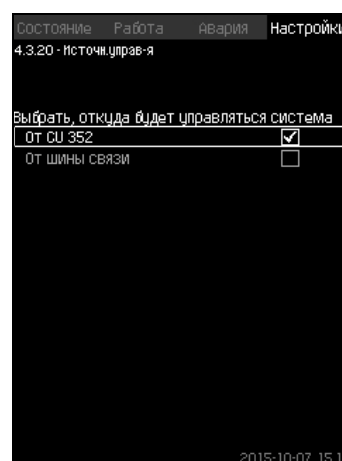 Состояние Работа Авария Настройки
4.3.20 - Источн.управ-я
Выбрать, откуда будет управляться система
От CU 352
От шины связи
2015-10-07 15:1